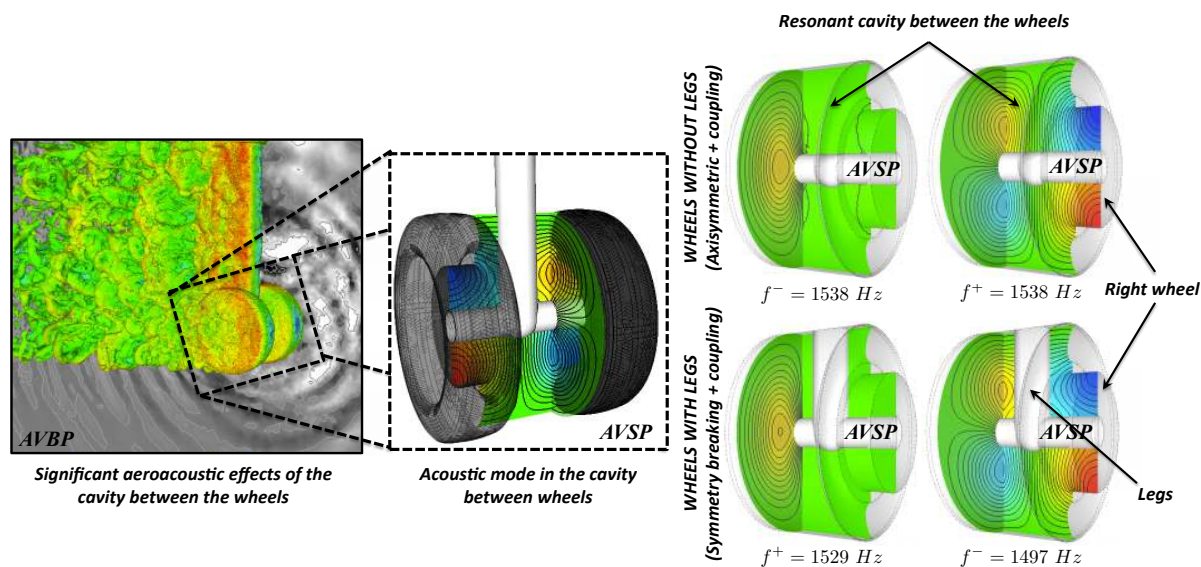 AVBP
Significant aeroacoustic effects of the
cavity between the wheels
AVSP
Acoustic mode in the cavity
between wheels
Resonant cavity between the wheels
WHEELS WITHOUT LEGS
(Axisymmetric + coupling)
AVSP
AVSP
f⁻ = 1538 Hz
f⁺ = 1538 Hz
Right wheel
WHEELS WITH LEGS
(Symmetry breaking + coupling)
AVSP
AVSP
Legs
f⁺ = 1529 Hz
f⁻ = 1497 Hz